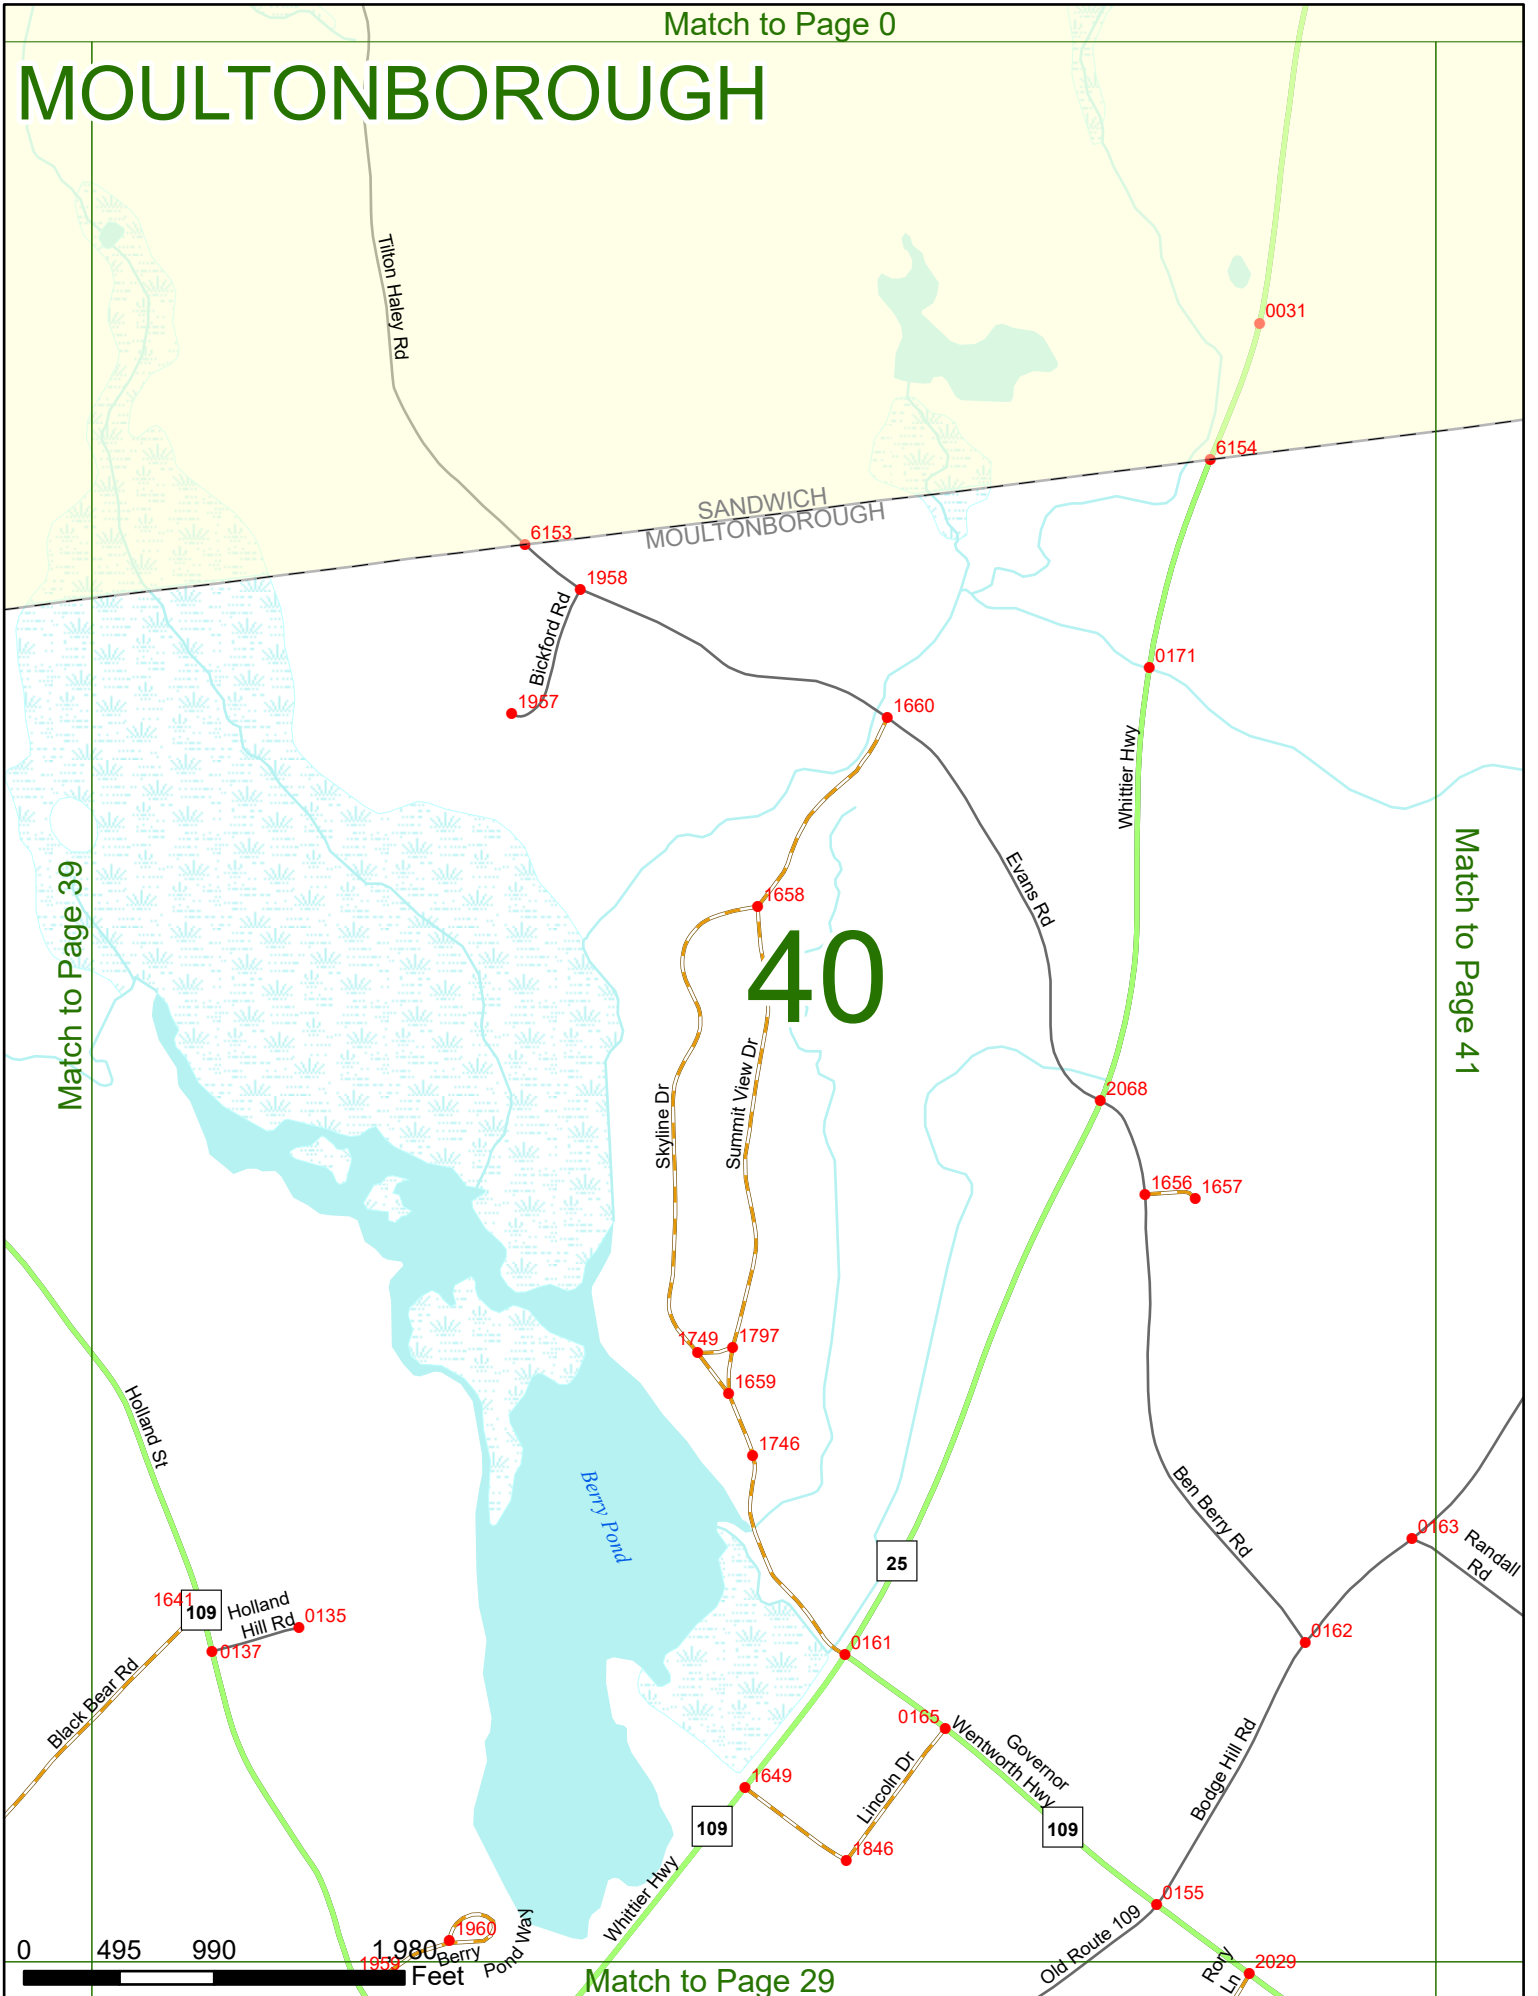 Match to Page 0
MOULTONBOROUGH
Tilton Haley Rd
0031
6154
SANDWICH
MOULTONBOROUGH
6153
1958
Bickford Rd
1957
0171
1660
Whittier Hwy
Evans Rd
Match to Page 39
Match to Page 41
1658
40
Skyline Dr
Summit View Dr
2068
1656
1657
1749
1797
1659
Holland St
1746
Berry Pond
Ben Berry Rd
25
0163
Randall
Rd
1641
109
Holland
Hill Rd
0135
0137
0161
0162
Black Bear Rd
0165
Governor
Wentworth Hwy
Bodge Hill Rd
Lincoln Dr
1649
109
109
1846
Whittier Hwy
0155
Old Route 109
1960
Berry
Pond Way
1959
Rory
Ln
2029
0 495 990 1,980
Feet
Match to Page 29